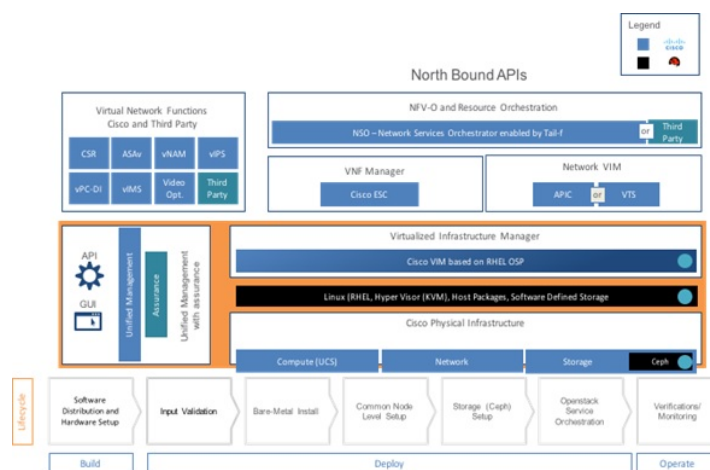 Legend
CISCO
North Bound APIs
Virtual Network Functions
Cisco and Third Party
CSR
ASAv
vNAM
vIPS
vPC-DI
vIMS
Video
Opt.
Third
Party
NFV-O and Resource Orchestration
NSO – Network Services Orchestrator enabled by Tail-f
or
Third
Party
VNF Manager
Cisco ESC
Network VIM
APIC
or
VTS
API
GUI
Unified Management
Assurance
Unified Management
with assurance
Virtualized Infrastructure Manager
Cisco VIM based on RHEL OSP
Linux (RHEL, Hyper Visor (KVM), Host Packages, Software Defined Storage
Cisco Physical Infrastructure
Compute (UCS)
Network
Storage
Ceph
Lifecycle
Software
Distribution and
Hardware Setup
Input Validation
Bare-Metal Install
Common Node
Level Setup
Storage (Ceph)
Setup
Openstack
Service
Orchestration
Verifications/
Monitoring
Build
Deploy
Operate